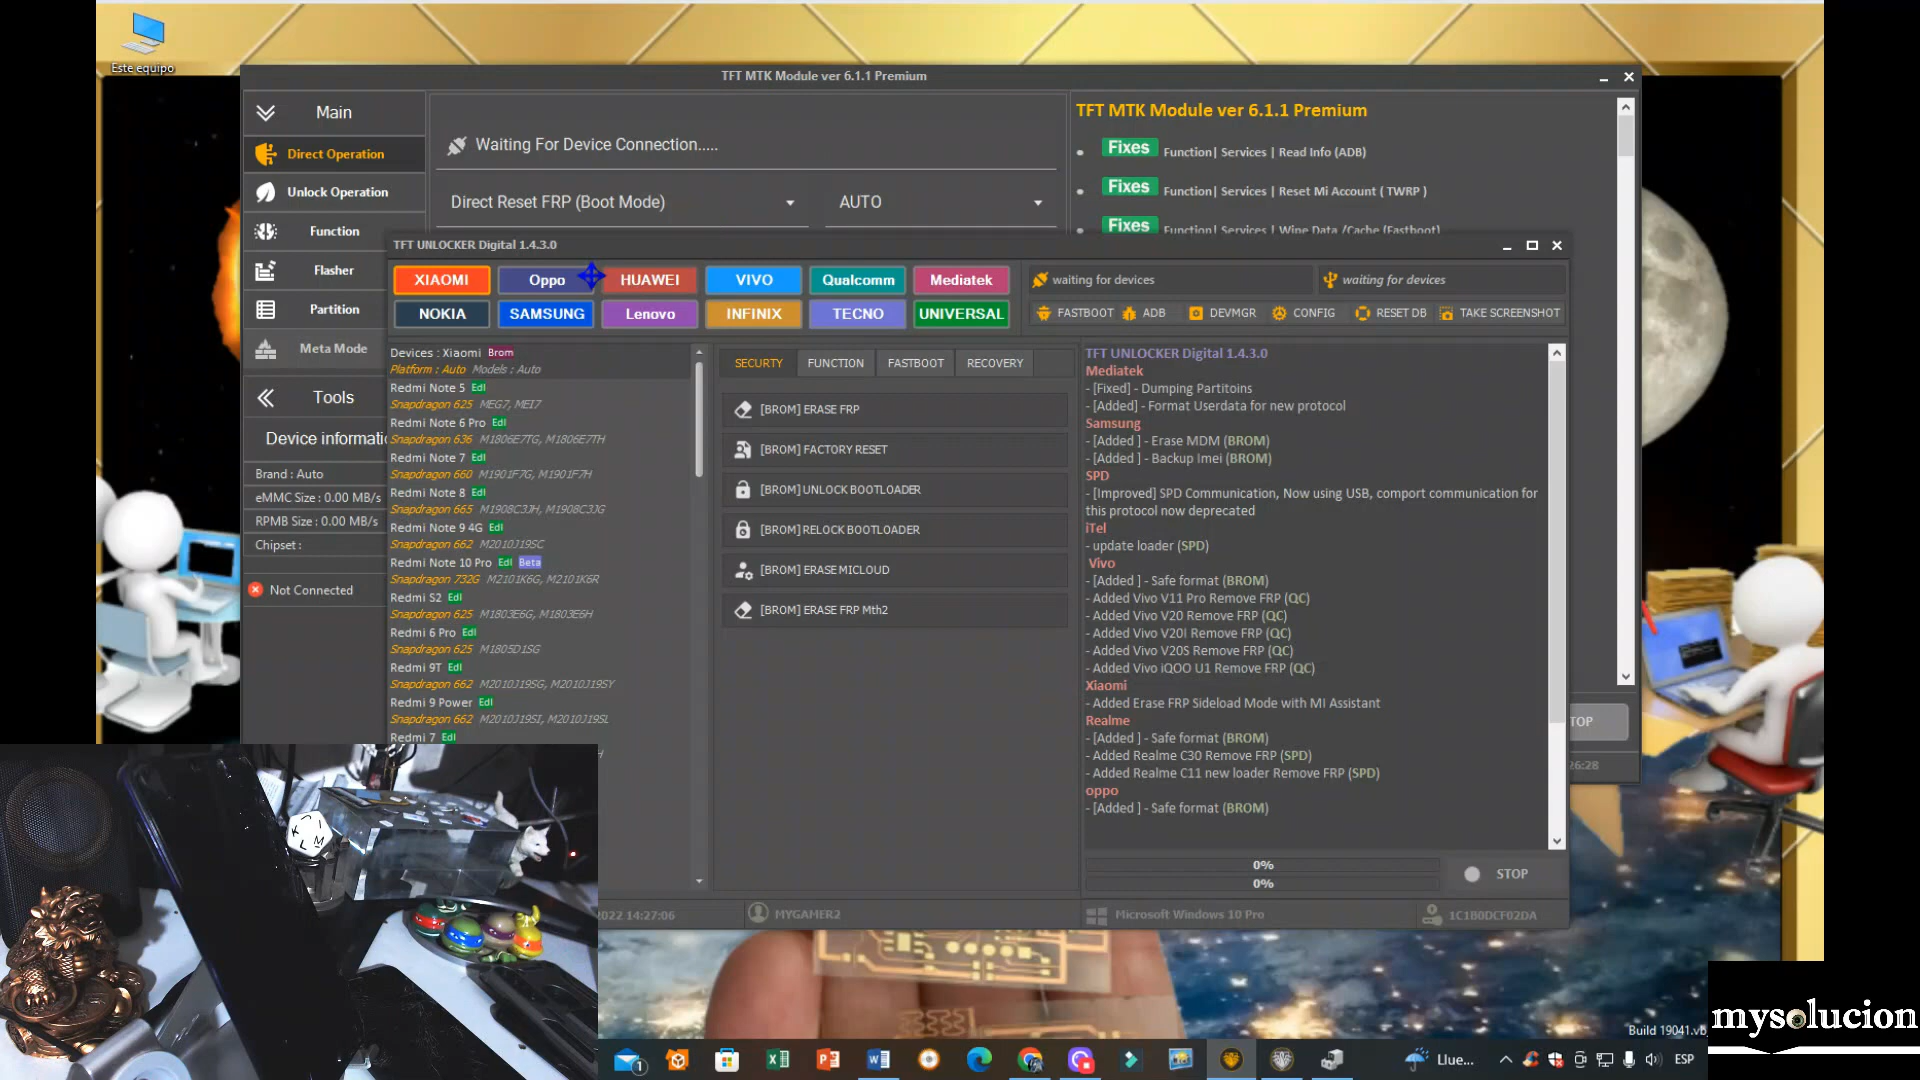 Este equipo
TFT MTK Module ver 6.1.1 Premium
Main
Direct Operation
Unlock Operation
Function
Flasher
Partition
Meta Mode
Tools
Device informati
Brand : Auto
eMMC Size : 0.00 MB/s
RPMB Size : 0.00 MB/s
Chipset :
Not Connected
Waiting For Device Connection.....
Direct Reset FRP (Boot Mode)
AUTO
TFT MTK Module ver 6.1.1 Premium
Fixes Function| Services | Read Info (ADB)
Fixes Function| Services | Reset Mi Account ( TWRP )
Fixes Function| Services | Wipe Data /Cache (Fastboot)
TOP
26:28
TFT UNLOCKER Digital 1.4.3.0
XIAOMI
Oppo
HUAWEI
VIVO
Qualcomm
Mediatek
NOKIA
SAMSUNG
Lenovo
INFINIX
TECNO
UNIVERSAL
waiting for devices
waiting for devices
FASTBOOT
ADB
DEVMGR
CONFIG
RESET DB
TAKE SCREENSHOT
Devices : Xiaomi Brom
Platform : Auto Models : Auto
Redmi Note 5 Edl
Snapdragon 625 MEG7, MEI7
Redmi Note 6 Pro Edl
Snapdragon 636 M1806E7TG, M1806E7TH
Redmi Note 7 Edl
Snapdragon 660 M1901F7G, M1901F7H
Redmi Note 8 Edl
Snapdragon 665 M1908C3JH, M1908C3JG
Redmi Note 9 4G Edl
Snapdragon 662 M2010J19SC
Redmi Note 10 Pro Edl Beta
Snapdragon 732G M2101K6G, M2101K6R
Redmi S2 Edl
Snapdragon 625 M1803E6G, M1803E6H
Redmi 6 Pro Edl
Snapdragon 625 M1805D1SG
Redmi 9T Edl
Snapdragon 662 M2010J19SG, M2010J19SY
Redmi 9 Power Edl
Snapdragon 662 M2010J19SI, M2010J19SL
Redmi 7 Edl
SECURTY
FUNCTION
FASTBOOT
RECOVERY
[BROM] ERASE FRP
[BROM] FACTORY RESET
[BROM] UNLOCK BOOTLOADER
[BROM] RELOCK BOOTLOADER
[BROM] ERASE MICLOUD
[BROM] ERASE FRP Mth2
TFT UNLOCKER Digital 1.4.3.0
Mediatek
- [Fixed] - Dumping Partitoins
- [Added] - Format Userdata for new protocol
Samsung
- [Added ] - Erase MDM (BROM)
- [Added ] - Backup Imei (BROM)
SPD
- [Improved] SPD Communication, Now using USB, comport communication for
this protocol now deprecated
iTel
- update loader (SPD)
Vivo
- [Added ] - Safe format (BROM)
- Added Vivo V11 Pro Remove FRP (QC)
- Added Vivo V20 Remove FRP (QC)
- Added Vivo V20I Remove FRP (QC)
- Added Vivo V20S Remove FRP (QC)
- Added Vivo iQOO U1 Remove FRP (QC)
Xiaomi
- Added Erase FRP Sideload Mode with MI Assistant
Realme
- [Added ] - Safe format (BROM)
- Added Realme C30 Remove FRP (SPD)
- Added Realme C11 new loader Remove FRP (SPD)
oppo
- [Added ] - Safe format (BROM)
0%
0%
STOP
2022 14:27:06
MYGAMER2
Microsoft Windows 10 Pro
1C1B0DCF02DA
K
L
M
Build 19041.vb
mysolucion
1
Llue...
ESP